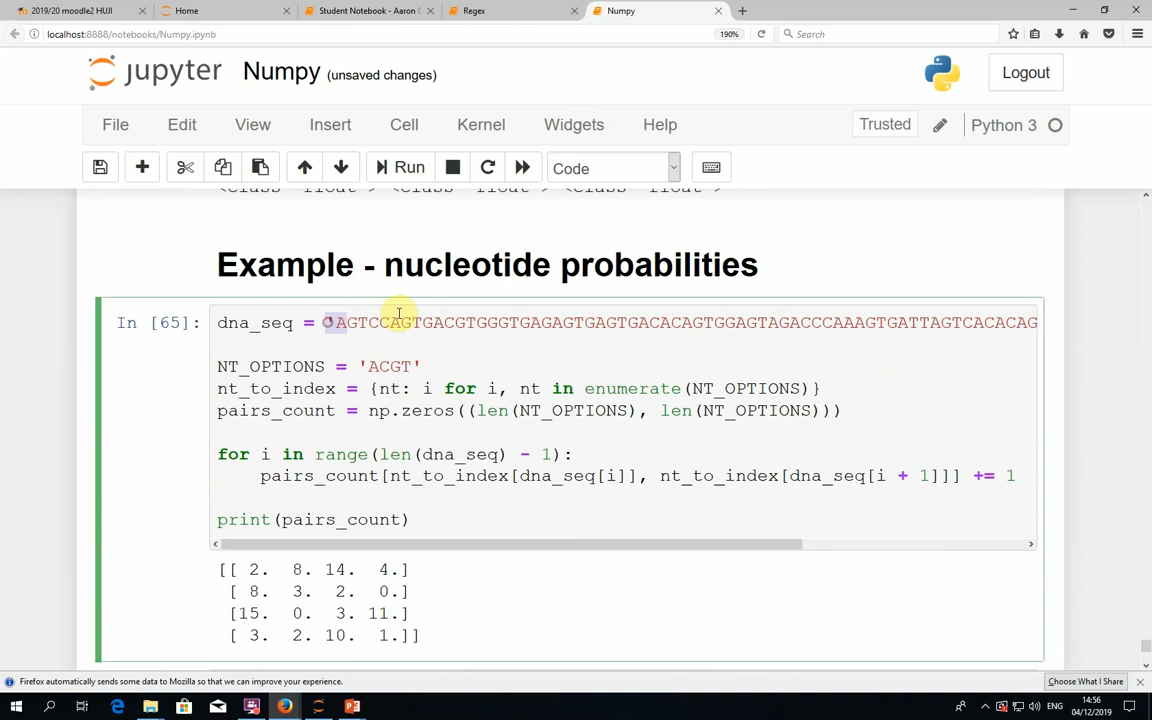 2019/20 moodle2 HUJI
Home
Student Notebook - Aaron
Regex
Numpy
localhost:8888/notebooks/Numpy.ipynb
190%
Search
jupyter
Numpy (unsaved changes)
Logout
File Edit View Insert Cell Kernel Widgets Help
Trusted
Python 3
Run
Code
Example - nucleotide probabilities
In [65]:
dna_seq = 'AGTCCAGTGACGTGGGTGAGAGTGAGTGACACAGTGGAGTAGACCCAAAGTGATTAGTCACACAG
NT_OPTIONS = 'ACGT'
nt_to_index = {nt: i for i, nt in enumerate(NT_OPTIONS)}
pairs_count = np.zeros((len(NT_OPTIONS), len(NT_OPTIONS)))
for i in range(len(dna_seq) - 1):
pairs_count[nt_to_index[dna_seq[i]], nt_to_index[dna_seq[i + 1]]] += 1
print(pairs_count)
[[ 2. 8. 14. 4.]
[ 8. 3. 2. 0.]
[15. 0. 3. 11.]
[ 3. 2. 10. 1.]]
Firefox automatically sends some data to Mozilla so that we can improve your experience.
Choose What I Share
ENG
14:56
04/12/2019